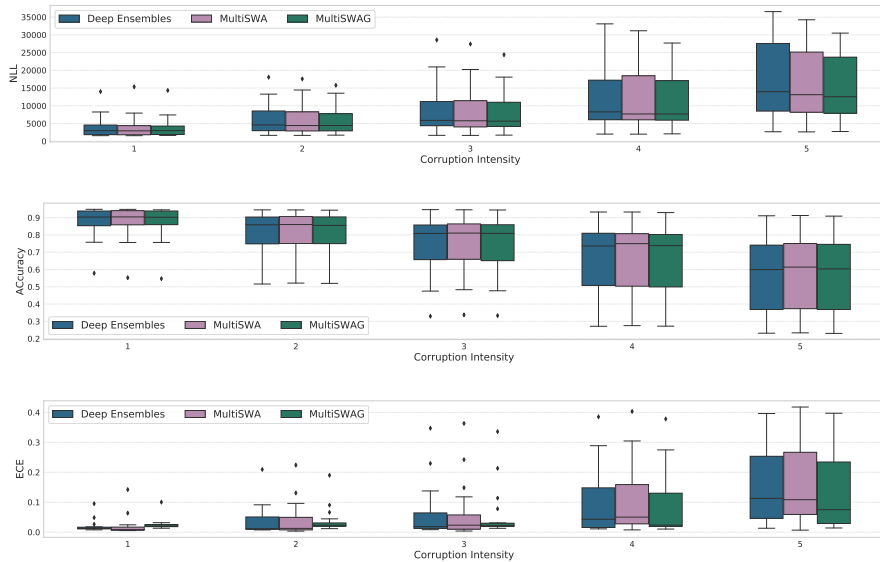 35000
30000
25000
20000
15000
10000
5000
0
NLL
Deep Ensembles MultiSWA MultiSWAG
1 2 3 4 5
Corruption Intensity
0.9
0.8
0.7
0.6
0.5
0.4
0.3
0.2
ACcuracy
Deep Ensembles MultiSWA MultiSWAG
1 2 3 4 5
Corruption Intensity
0.4
0.3
0.2
0.1
0.0
ECE
Deep Ensembles MultiSWA MultiSWAG
1 2 3 4 5
Corruption Intensity